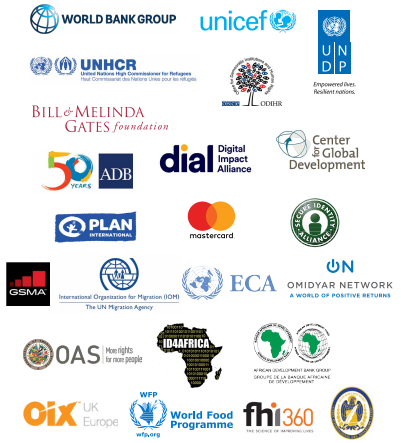 WORLD BANK GROUP
unicef
UNHCR
United Nations High Commissioner for Refugees
Haut Commissariat des Nations Unies pour les réfugiés
OSCE ODIHR
U N
D P
Empowered lives.
Resilient nations.
BILL & MELINDA
GATES foundation
50
YEARS
ADB
dial
Digital
Impact
Alliance
Center
for Global
Development
PLAN
INTERNATIONAL
mastercard
SECURE IDENTITY
ALLIANCE
GSMA
International Organization for Migration (IOM)
The UN Migration Agency
ECA
ON
OMIDYAR NETWORK
A WORLD OF POSITIVE RETURNS
OAS
More rights
for more people
ID4AFRICA
AFRICAN DEVELOPMENT BANK GROUP
GROUPE DE LA BANQUE AFRICAINE
DE DÉVELOPPEMENT
OIX
UK
Europe
WFP
wfp.org
World Food
Programme
fhi360
THE SCIENCE OF IMPROVING LIVES